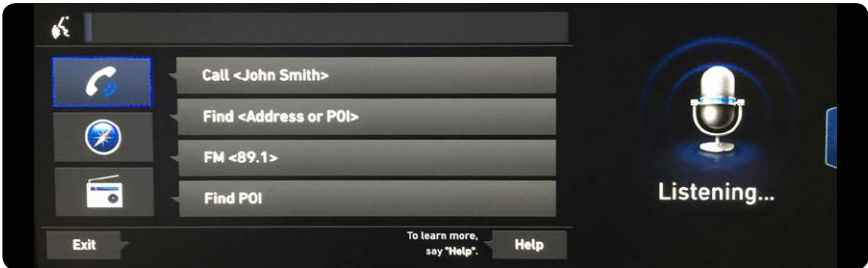 Call <John Smith>
Find <Address or POI>
FM <89.1>
Find POI
Listening...
Exit
To learn more,
say "Help".
Help